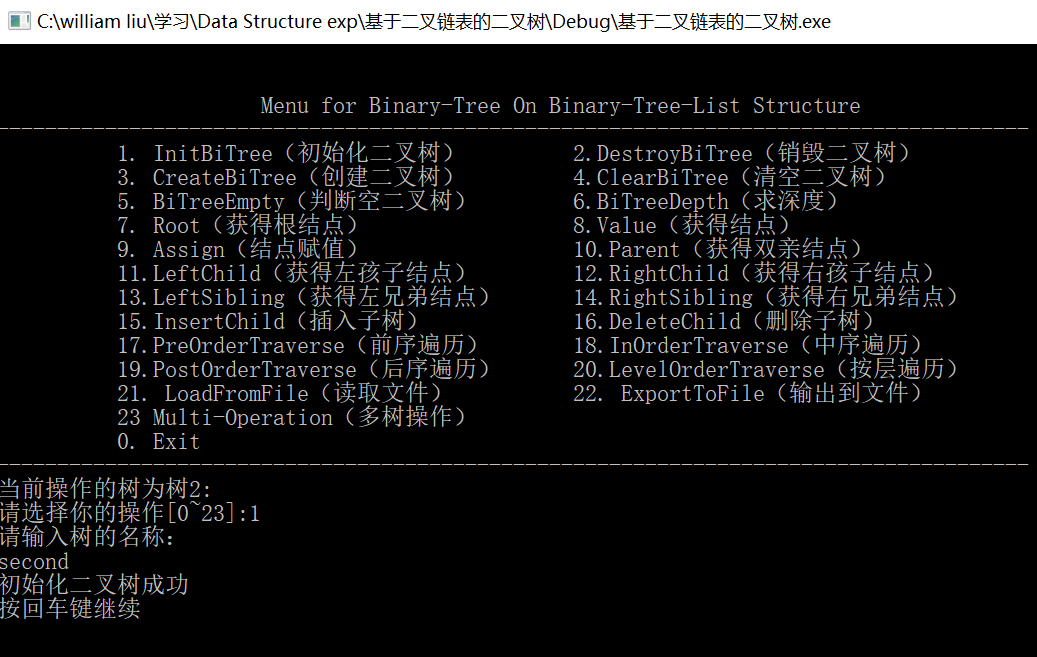 C:\william liu\学习\Data Structure exp\基于二叉链表的二叉树\Debug\基于二叉链表的二叉树.exe
Menu for Binary-Tree On Binary-Tree-List Structure
1. InitBiTree（初始化二叉树） 2.DestroyBiTree（销毁二叉树）
3. CreateBiTree（创建二叉树） 4.ClearBiTree（清空二叉树）
5. BiTreeEmpty（判断空二叉树） 6.BiTreeDepth（求深度）
7. Root（获得根结点） 8.Value（获得结点）
9. Assign（结点赋值） 10.Parent（获得双亲结点）
11.LeftChild（获得左孩子结点） 12.RightChild（获得右孩子结点）
13.LeftSibling（获得左兄弟结点） 14.RightSibling（获得右兄弟结点）
15.InsertChild（插入子树） 16.DeleteChild（删除子树）
17.PreOrderTraverse（前序遍历） 18.InOrderTraverse（中序遍历）
19.PostOrderTraverse（后序遍历） 20.LevelOrderTraverse（按层遍历）
21. LoadFromFile（读取文件） 22. ExportToFile（输出到文件）
23 Multi-Operation（多树操作）
0. Exit
当前操作的树为树2:
请选择你的操作[0~23]:1
请输入树的名称：
second
初始化二叉树成功
按回车键继续